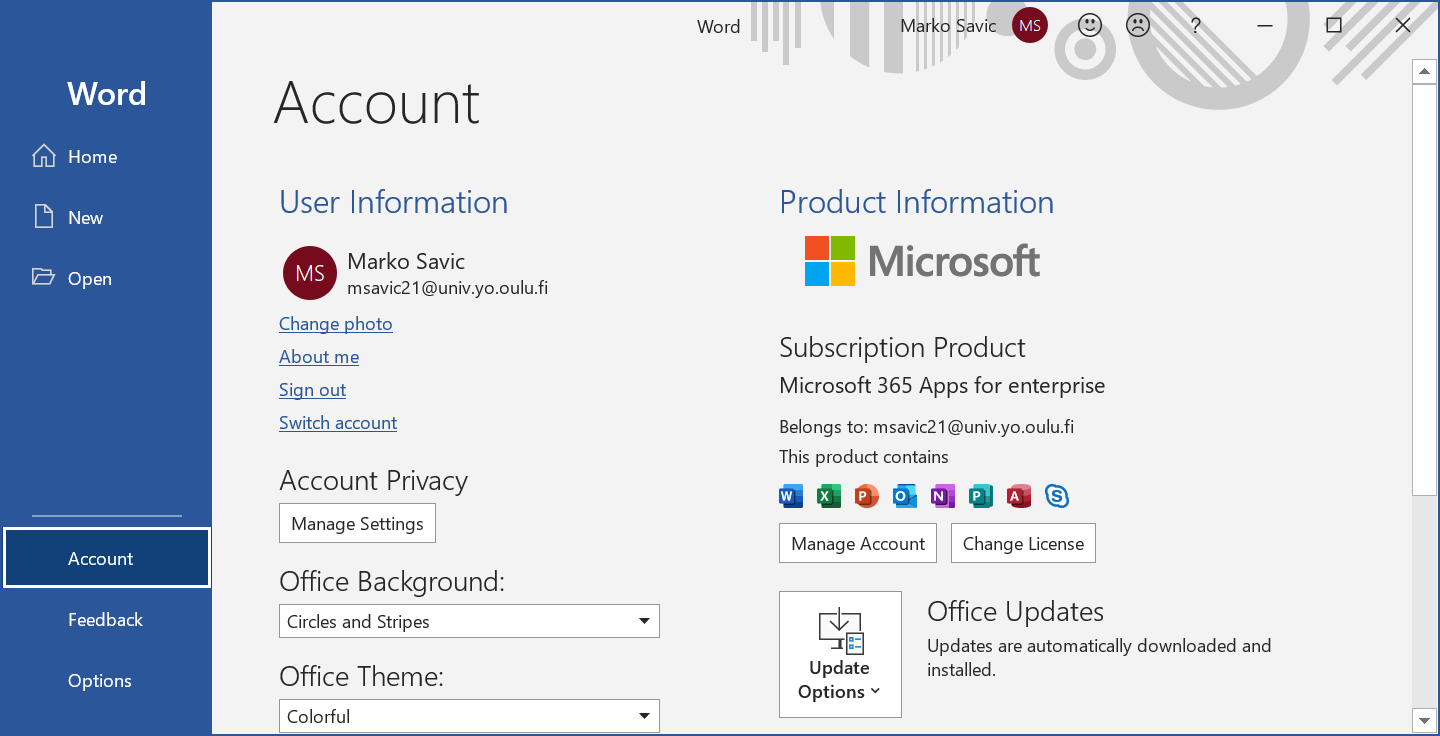 Word
Marko Savic
MS
?
Word
Home
New
Open
Account
Feedback
Options
Account
User Information
MS
Marko Savic
msavic21@univ.yo.oulu.fi
Change photo
About me
Sign out
Switch account
Account Privacy
Manage Settings
Office Background:
Circles and Stripes
Office Theme:
Colorful
Product Information
Microsoft
Subscription Product
Microsoft 365 Apps for enterprise
Belongs to: msavic21@univ.yo.oulu.fi
This product contains
W X P O N P A S
Manage Account
Change License
Update
Options
Office Updates
Updates are automatically downloaded and
installed.